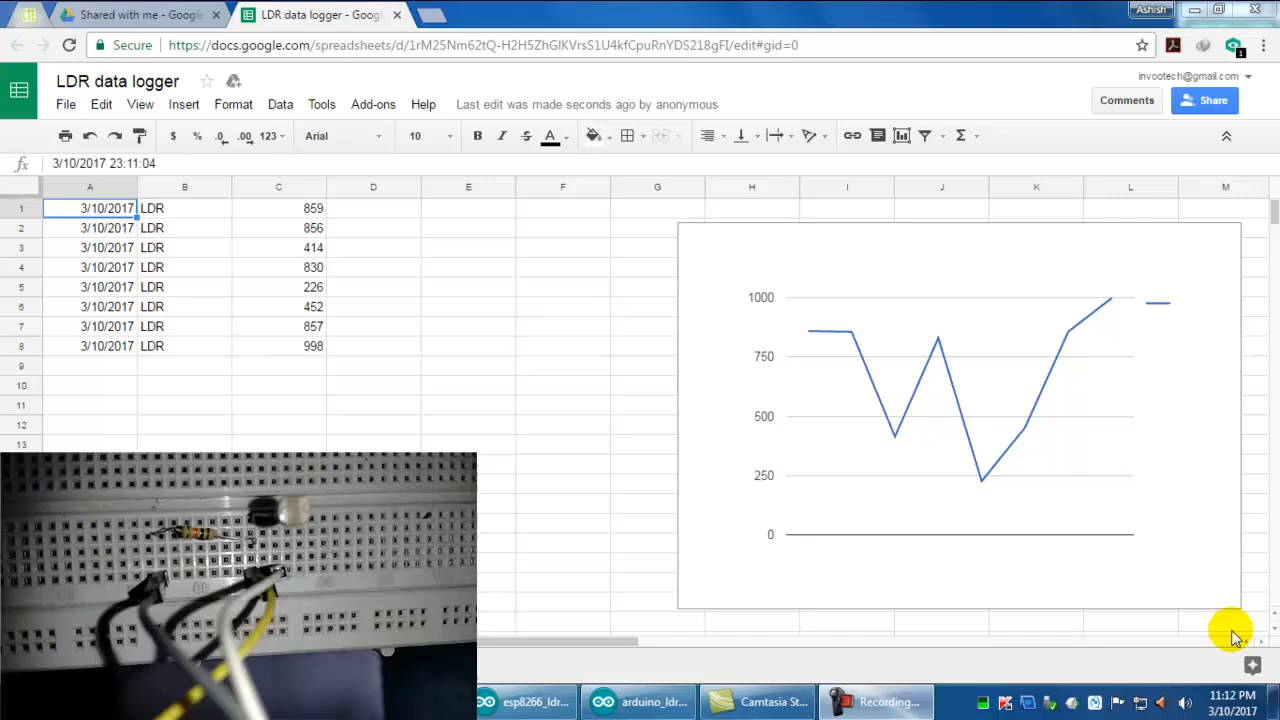 Ashish
Shared with me - Google
LDR data logger - Goog
Secure
https://docs.google.com/spreadsheets/d/1rM25Nm62tQ-H2H5ZhGIKVrsS1U4kfCpuRnYDS218gFI/edit#gid=0
1
LDR data logger
invootech@gmail.com
File Edit View Insert Format Data Tools Add-ons Help
Last edit was made seconds ago by anonymous
Comments
Share
$ % .0 .00 123
Arial
10
B I S A
Σ
fx 3/10/2017 23:11:04
A B C D E F G H I J K L M
1 3/10/2017 LDR 859
2 3/10/2017 LDR 856
3 3/10/2017 LDR 414
4 3/10/2017 LDR 830
5 3/10/2017 LDR 226
6 3/10/2017 LDR 452
7 3/10/2017 LDR 857
8 3/10/2017 LDR 998
9
10
11
12
13
1000
750
500
250
0
esp8266_ldr...
arduino_ldr...
Camtasia St...
Recording...
11:12 PM
3/10/2017